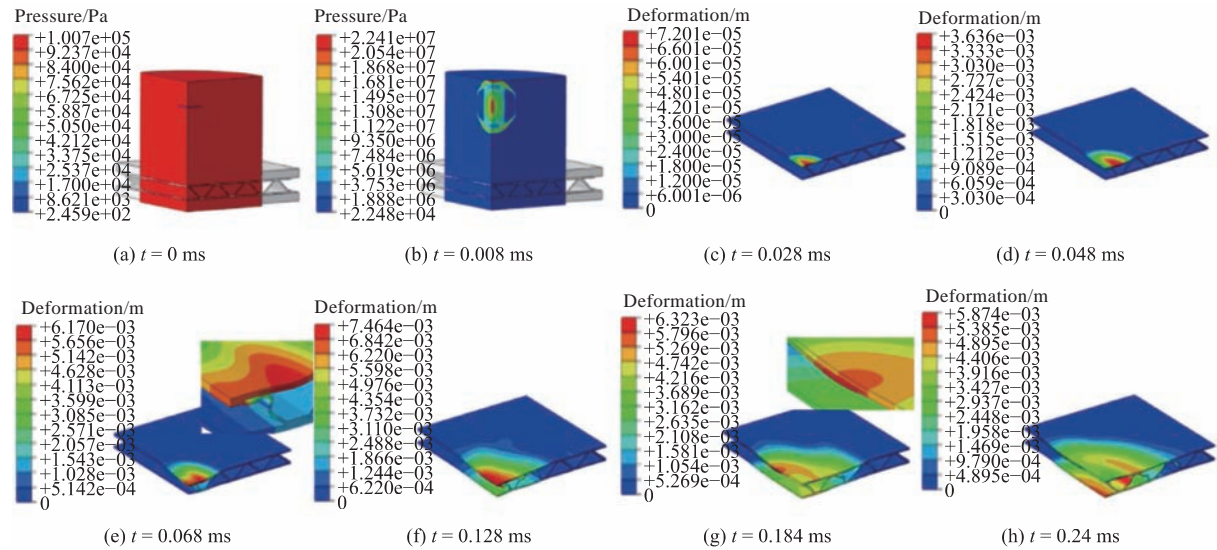 Pressure/Pa
+1.007e+05
+9.237e+04
+8.400e+04
+7.562e+04
+6.725e+04
+5.887e+04
+5.050e+04
+4.212e+04
+3.375e+04
+2.537e+04
+1.700e+04
+8.621e+03
+2.459e+02
(a) t = 0 ms
Pressure/Pa
+2.241e+07
+2.054e+07
+1.868e+07
+1.681e+07
+1.495e+07
+1.308e+07
+1.122e+07
+9.350e+06
+7.484e+06
+5.619e+06
+3.753e+06
+1.888e+06
+2.248e+04
(b) t = 0.008 ms
Deformation/m
+7.201e−05
+6.601e−05
+6.001e−05
+5.401e−05
+4.801e−05
+4.201e−05
+3.600e−05
+3.000e−05
+2.400e−05
+1.800e−05
+1.200e−05
+6.001e−06
0
(c) t = 0.028 ms
Deformation/m
+3.636e−03
+3.333e−03
+3.030e−03
+2.727e−03
+2.424e−03
+2.121e−03
+1.818e−03
+1.515e−03
+1.212e−03
+9.089e−04
+6.059e−04
+3.030e−04
0
(d) t = 0.048 ms
Deformation/m
+6.170e−03
+5.656e−03
+5.142e−03
+4.628e−03
+4.113e−03
+3.599e−03
+3.085e−03
+2.571e−03
+2.057e−03
+1.543e−03
+1.028e−03
+5.142e−04
0
(e) t = 0.068 ms
Deformation/m
+7.464e−03
+6.842e−03
+6.220e−03
+5.598e−03
+4.976e−03
+4.354e−03
+3.732e−03
+3.110e−03
+2.488e−03
+1.866e−03
+1.244e−03
+6.220e−04
0
(f) t = 0.128 ms
Deformation/m
+6.323e−03
+5.796e−03
+5.269e−03
+4.742e−03
+4.216e−03
+3.689e−03
+3.162e−03
+2.635e−03
+2.108e−03
+1.581e−03
+1.054e−03
+5.269e−04
0
(g) t = 0.184 ms
Deformation/m
+5.874e−03
+5.385e−03
+4.895e−03
+4.406e−03
+3.916e−03
+3.427e−03
+2.937e−03
+2.448e−03
+1.958e−03
+1.469e−03
+9.790e−04
+4.895e−04
0
(h) t = 0.24 ms